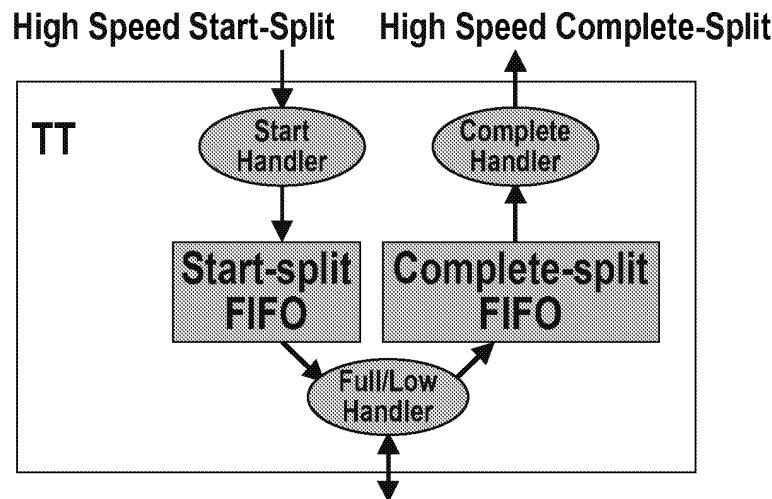 High Speed Start-Split
High Speed Complete-Split
TT
Start
Handler
Complete
Handler
Start-split
FIFO
Complete-split
FIFO
Full/Low
Handler